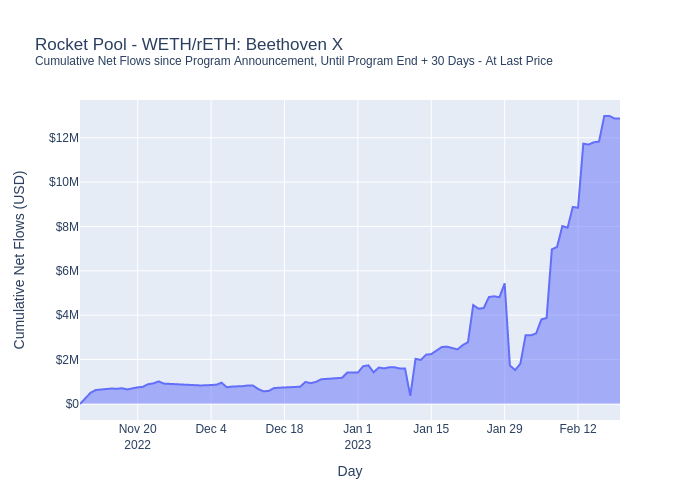 Rocket Pool - WETH/rETH: Beethoven X
Cumulative Net Flows since Program Announcement, Until Program End + 30 Days - At Last Price
$12M
$10M
$8M
$6M
$4M
$2M
$0
Cumulative Net Flows (USD)
Nov 20 Dec 4 Dec 18 Jan 1 Jan 15 Jan 29 Feb 12
2022 2023
Day